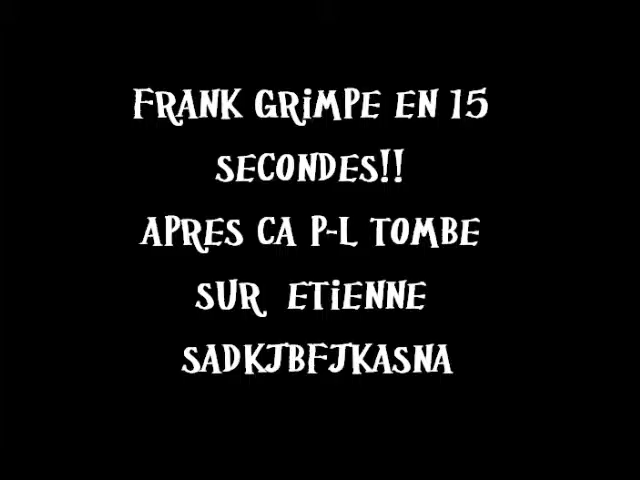 FRANK GRiMPE EN 15
SECONDES!!
APRES CA P-L TOMBE
SUR ETiENNE
SADKJBFJKASNA